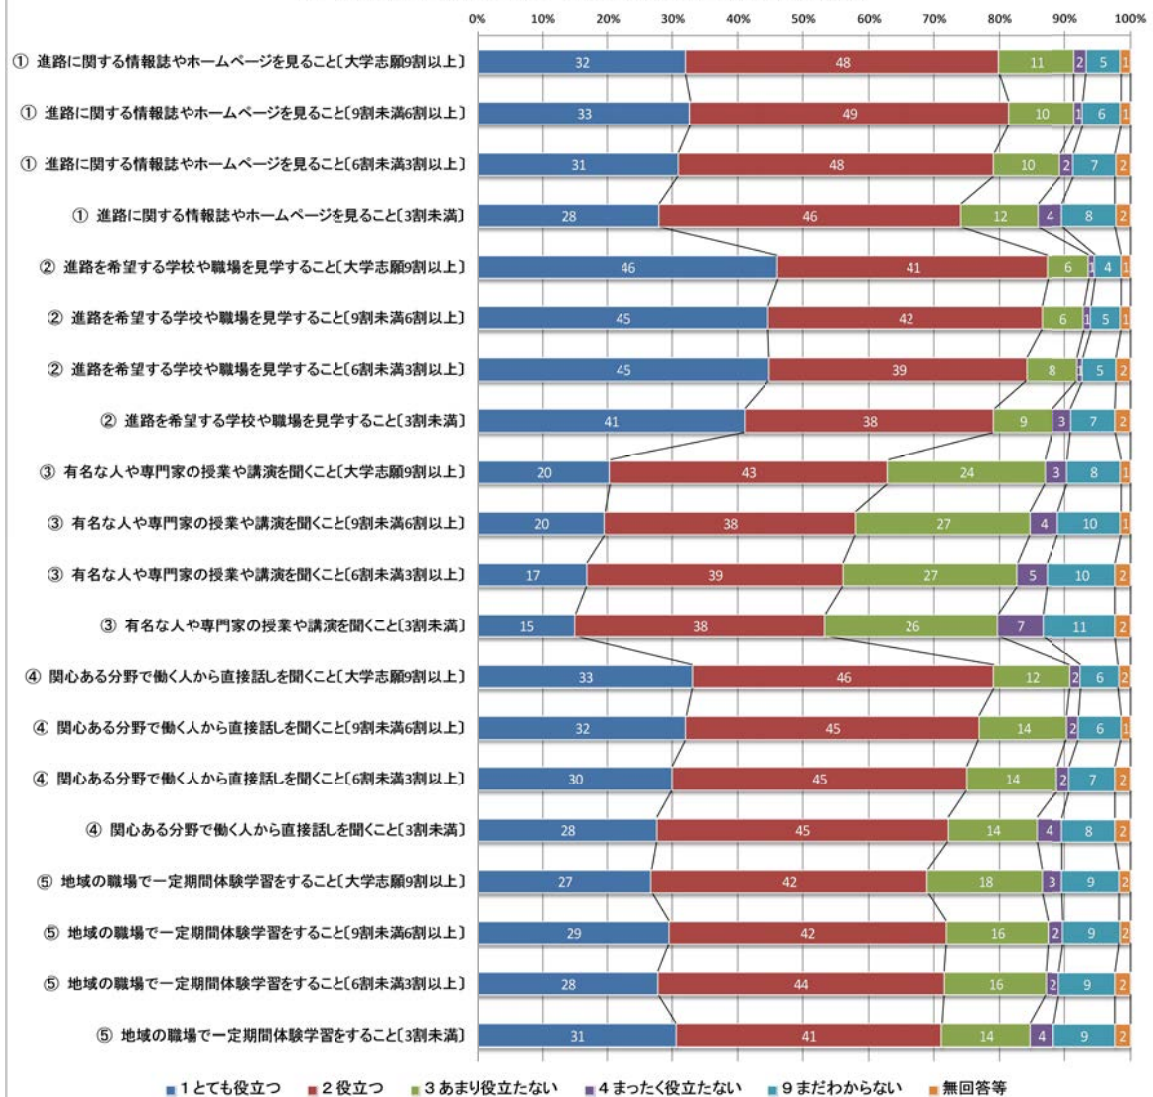 0% 10% 20% 30% 40% 50% 60% 70% 80% 90% 100%
① 進路に関する情報誌やホームページを見ること〔大学志願9割以上〕 32 48 11 2 5 1
① 進路に関する情報誌やホームページを見ること〔9割未満6割以上〕 33 49 10 1 6 1
① 進路に関する情報誌やホームページを見ること〔6割未満3割以上〕 31 48 10 2 7 2
① 進路に関する情報誌やホームページを見ること〔3割未満〕 28 46 12 4 8 2
② 進路を希望する学校や職場を見学すること〔大学志願9割以上〕 46 41 6 1 4 1
② 進路を希望する学校や職場を見学すること〔9割未満6割以上〕 45 42 6 1 5 1
② 進路を希望する学校や職場を見学すること〔6割未満3割以上〕 45 39 8 1 5 2
② 進路を希望する学校や職場を見学すること〔3割未満〕 41 38 9 3 7 2
③ 有名な人や専門家の授業や講演を聞くこと〔大学志願9割以上〕 20 43 24 3 8 1
③ 有名な人や専門家の授業や講演を聞くこと〔9割未満6割以上〕 20 38 27 4 10 1
③ 有名な人や専門家の授業や講演を聞くこと〔6割未満3割以上〕 17 39 27 5 10 2
③ 有名な人や専門家の授業や講演を聞くこと〔3割未満〕 15 38 26 7 11 2
④ 関心ある分野で働く人から直接話しを聞くこと〔大学志願9割以上〕 33 46 12 2 6 2
④ 関心ある分野で働く人から直接話しを聞くこと〔9割未満6割以上〕 32 45 14 2 6 1
④ 関心ある分野で働く人から直接話しを聞くこと〔6割未満3割以上〕 30 45 14 2 7 2
④ 関心ある分野で働く人から直接話しを聞くこと〔3割未満〕 28 45 14 4 8 2
⑤ 地域の職場で一定期間体験学習をすること〔大学志願9割以上〕 27 42 18 3 9 2
⑤ 地域の職場で一定期間体験学習をすること〔9割未満6割以上〕 29 42 16 2 9 2
⑤ 地域の職場で一定期間体験学習をすること〔6割未満3割以上〕 28 44 16 2 9 2
⑤ 地域の職場で一定期間体験学習をすること〔3割未満〕 31 41 14 4 9 2
1とても役立つ 2役立つ 3あまり役立たない 4まったく役立たない 9まだわからない 無回答等